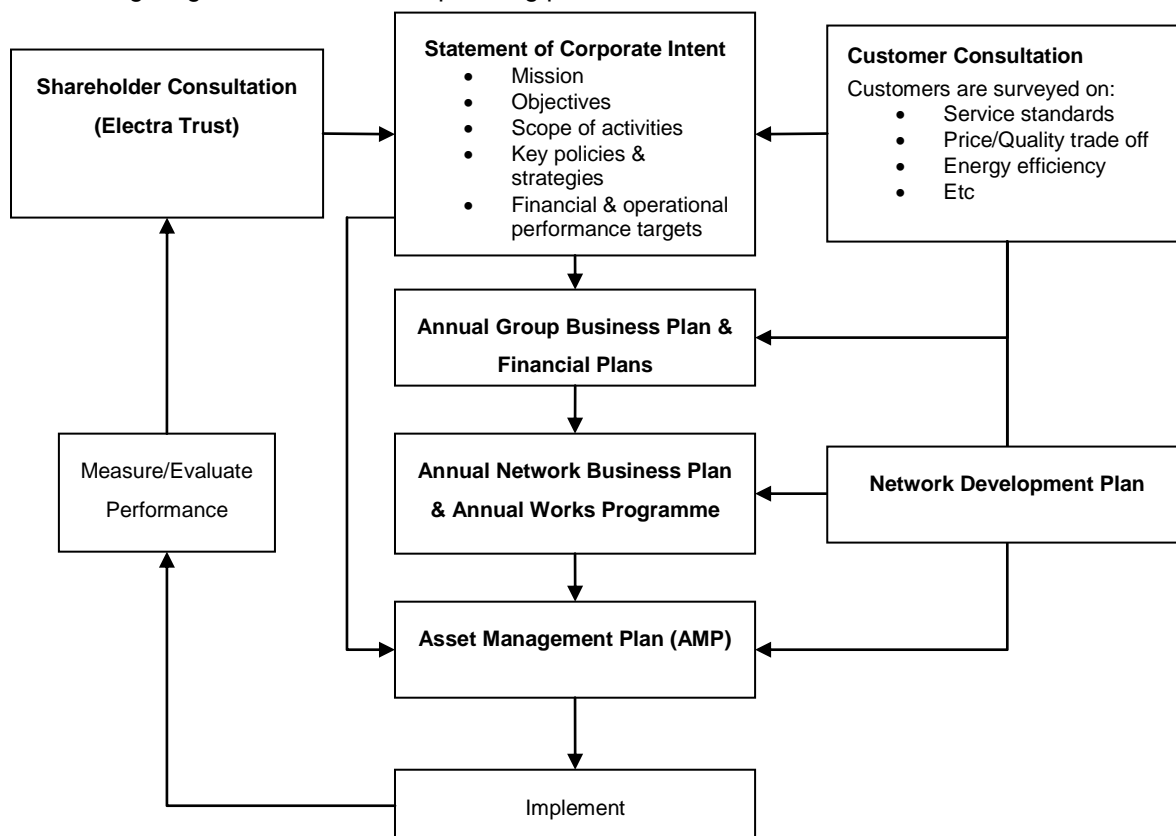 Shareholder Consultation
(Electra Trust)
Statement of Corporate Intent
• Mission
• Objectives
• Scope of activities
• Key policies &
strategies
• Financial & operational
performance targets
Customer Consultation
Customers are surveyed on:
• Service standards
• Price/Quality trade off
• Energy efficiency
• Etc
Annual Group Business Plan &
Financial Plans
Measure/Evaluate
Performance
Annual Network Business Plan
& Annual Works Programme
Network Development Plan
Asset Management Plan (AMP)
Implement